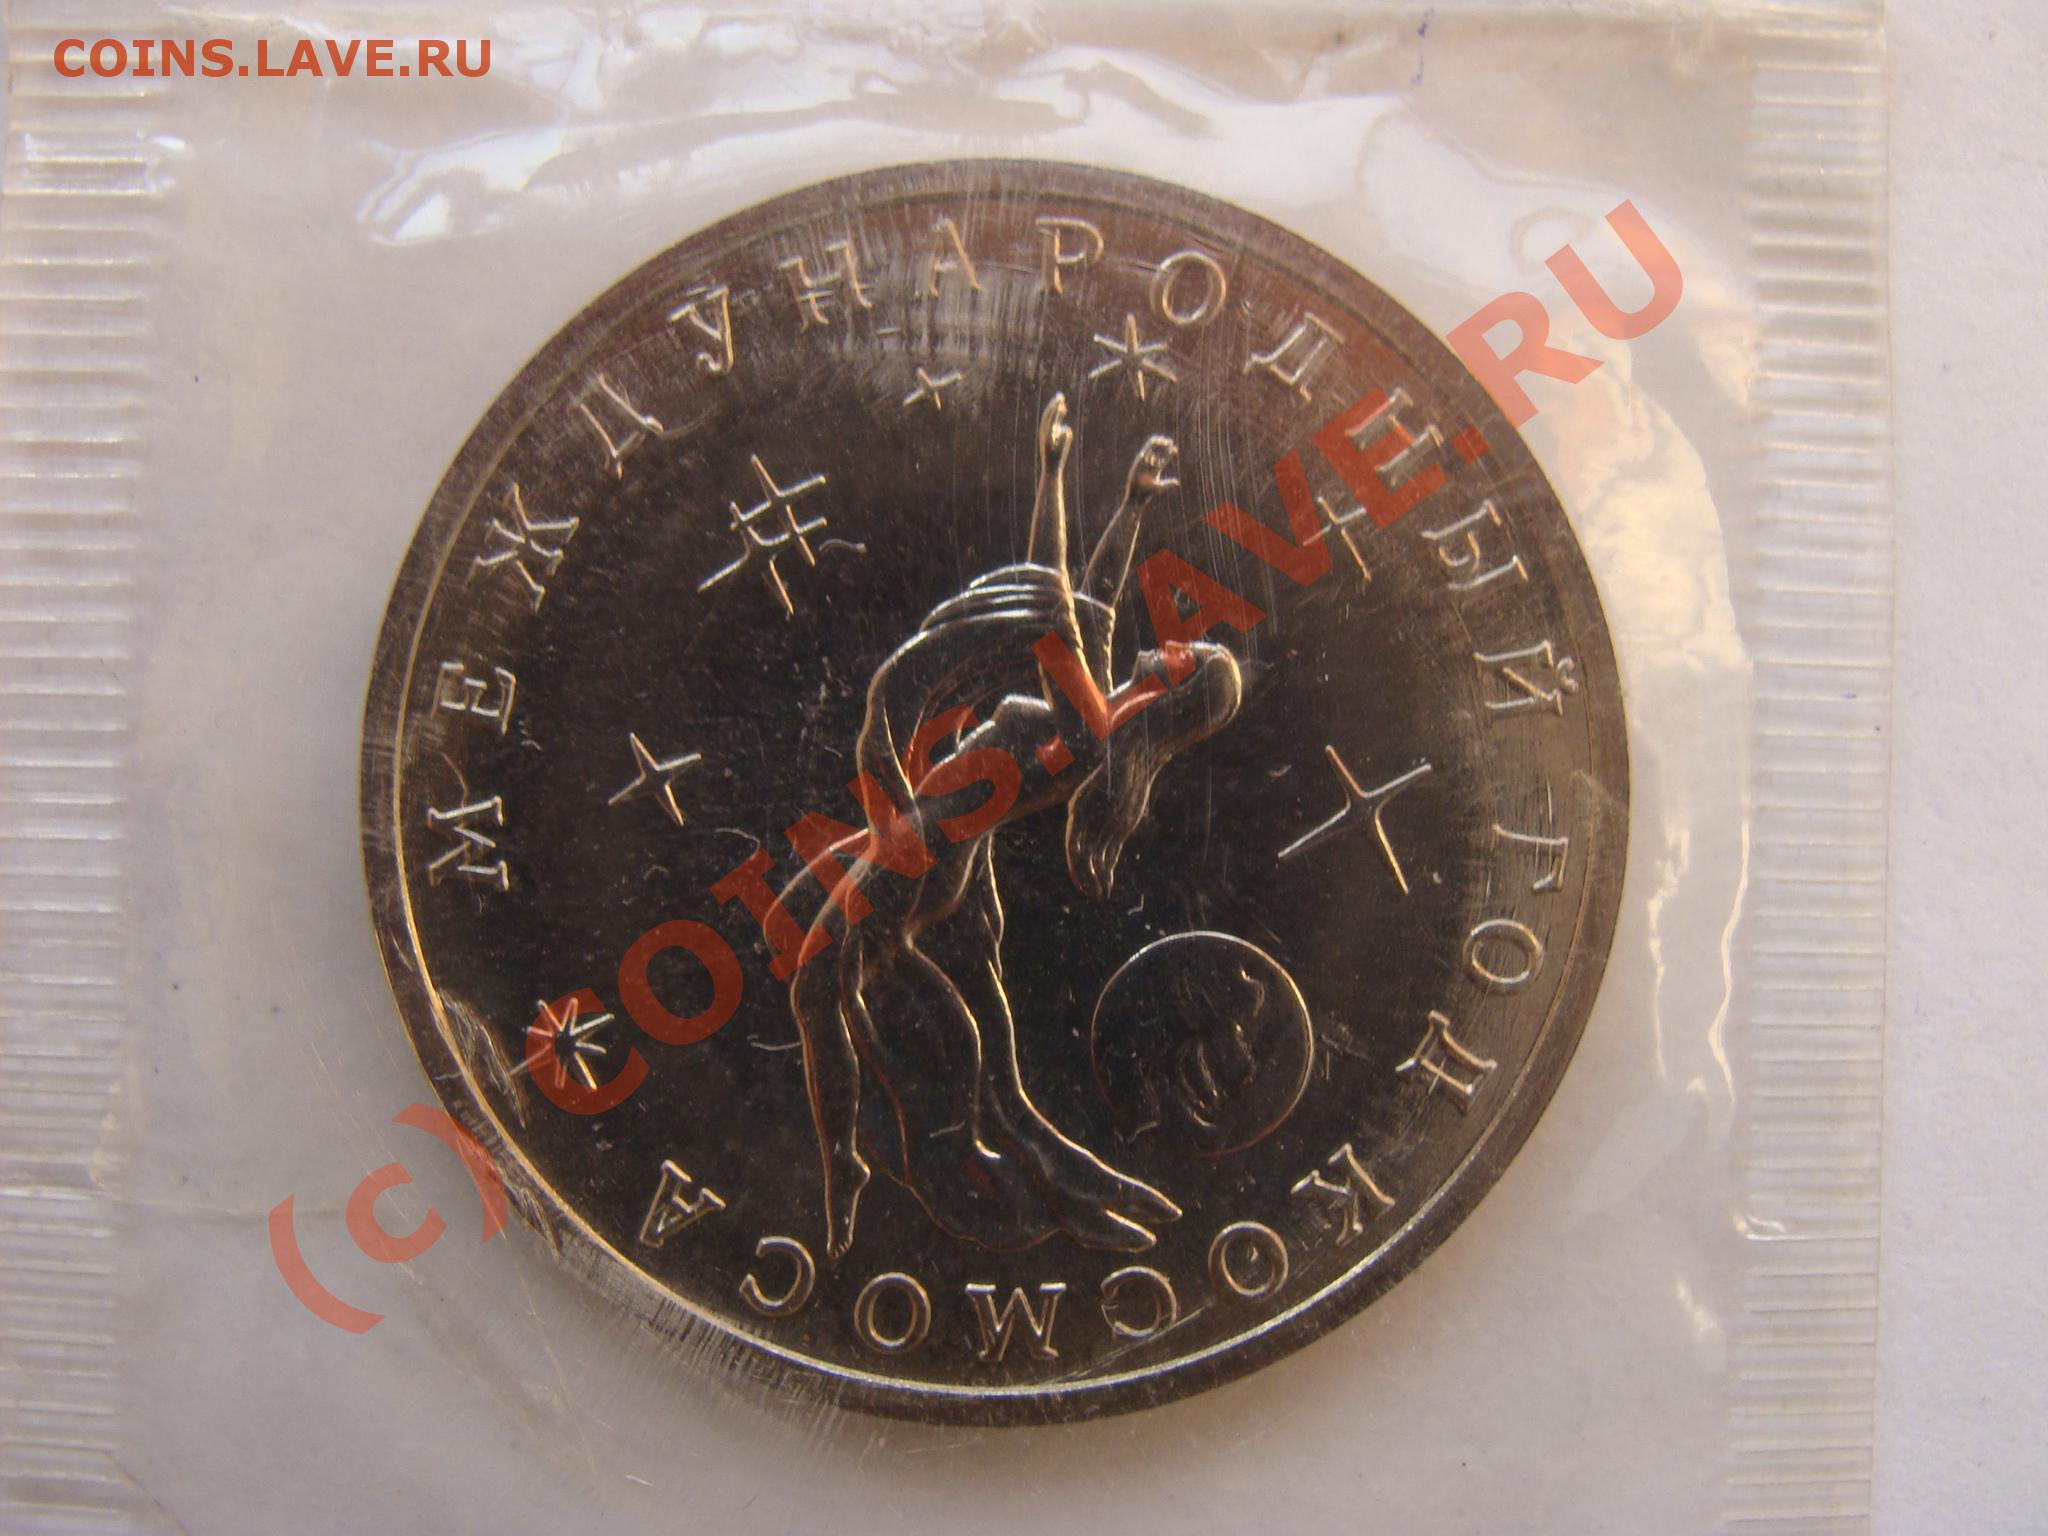 COINS.LAVE.RU
МЕЖДУНАРОДНЫЙ ГОД КОСМОСА
(c) COINS.LAVE.RU